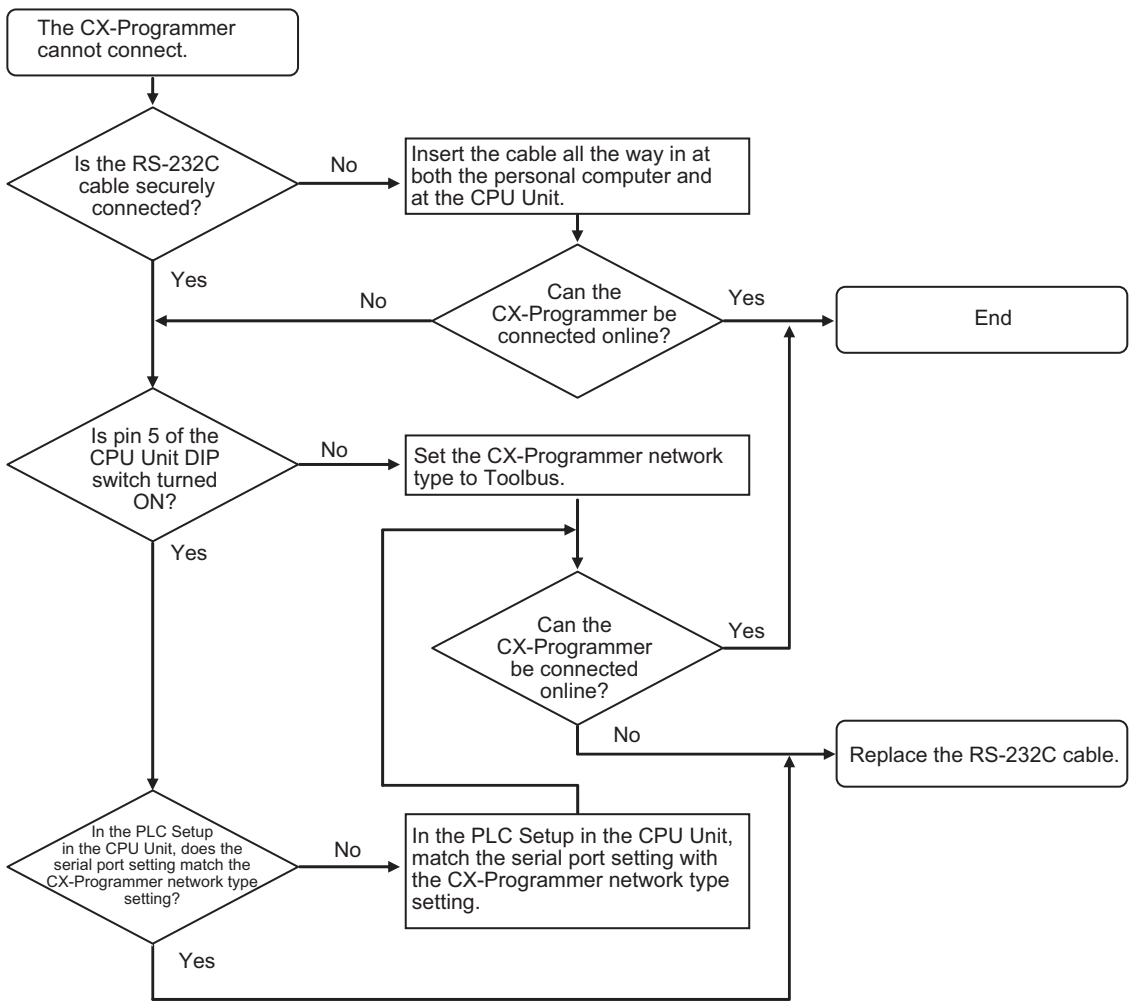 The CX-Programmer
cannot connect.
Is the RS-232C
cable securely
connected?
No
Insert the cable all the way in at
both the personal computer and
at the CPU Unit.
Yes
No
Can the
CX-Programmer be
connected online?
Yes
End
Is pin 5 of the
CPU Unit DIP
switch turned
ON?
No
Set the CX-Programmer network
type to Toolbus.
Yes
Can the
CX-Programmer
be connected
online?
Yes
No
Replace the RS-232C cable.
In the PLC Setup
in the CPU Unit, does the
serial port setting match the
CX-Programmer network type
setting?
No
In the PLC Setup in the CPU Unit,
match the serial port setting with
the CX-Programmer network type
setting.
Yes